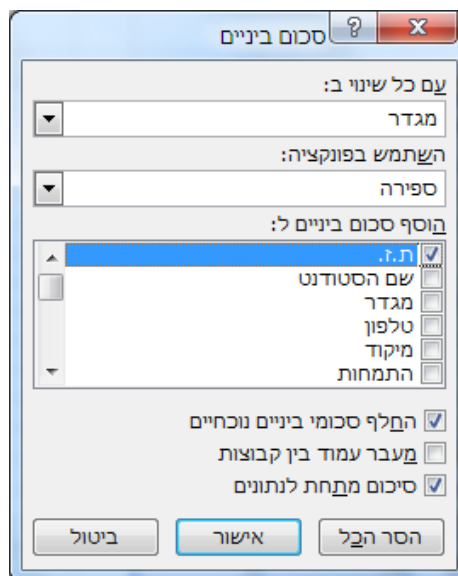 סכום ביניים
עם כל שינוי ב:
מגדר
השתמש בפונקציה:
ספירה
הוסף סכום ביניים ל:
ת.ז.
שם הסטודנט
מגדר
טלפון
מיקוד
התמחות
החלף סכומי ביניים נוכחיים
מעבר עמוד בין קבוצות
סיכום מתחת לנתונים
הסר הכל אישור ביטול